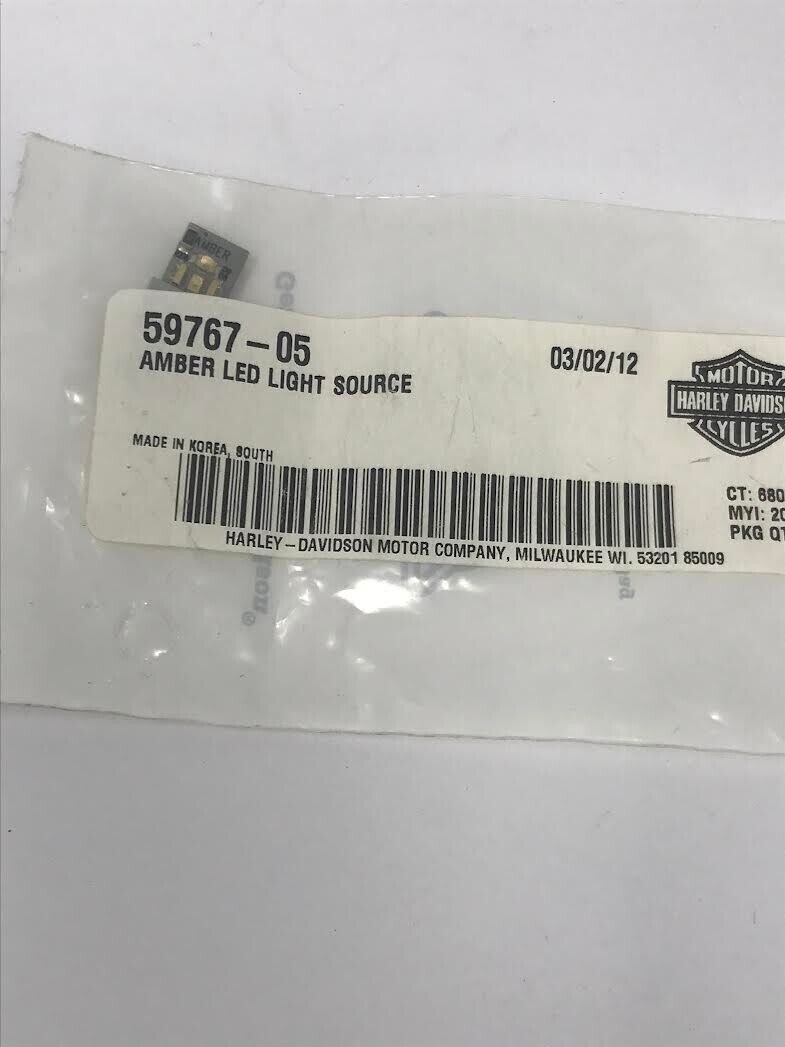 AMBER
59767-05
03/02/12
AMBER LED LIGHT SOURCE
MOTOR
HARLEY DAVIDS
CYCLES
MADE IN KOREA, SOUTH
CT: 680
MYI: 20
PKG QT
HARLEY-DAVIDSON MOTOR COMPANY, MILWAUKEE WI. 53201 85009